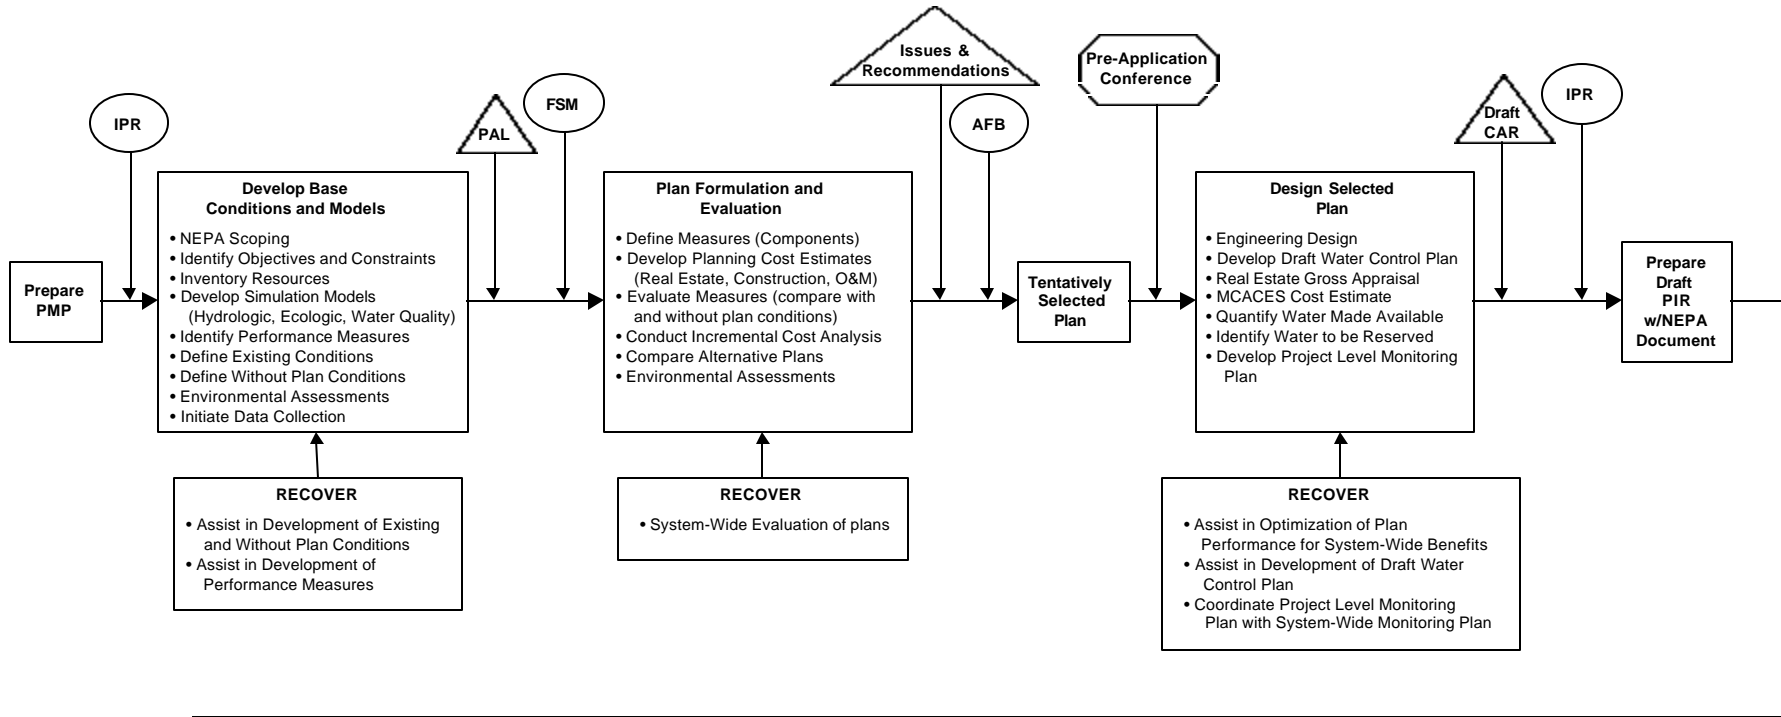 Issues &
Recommendations
Pre-Application
Conference
IPR
PAL
FSM
AFB
Draft
CAR
IPR
Prepare
PMP
Develop Base
Conditions and Models
• NEPA Scoping
• Identify Objectives and Constraints
• Inventory Resources
• Develop Simulation Models
(Hydrologic, Ecologic, Water Quality)
• Identify Performance Measures
• Define Existing Conditions
• Define Without Plan Conditions
• Environmental Assessments
• Initiate Data Collection
Plan Formulation and
Evaluation
• Define Measures (Components)
• Develop Planning Cost Estimates
(Real Estate, Construction, O&M)
• Evaluate Measures (compare with
and without plan conditions)
• Conduct Incremental Cost Analysis
• Compare Alternative Plans
• Environmental Assessments
Tentatively
Selected
Plan
Design Selected
Plan
• Engineering Design
• Develop Draft Water Control Plan
• Real Estate Gross Appraisal
• MCACES Cost Estimate
• Quantify Water Made Available
• Identify Water to be Reserved
• Develop Project Level Monitoring
Plan
Prepare
Draft
PIR
w/NEPA
Document
RECOVER
• Assist in Development of Existing
and Without Plan Conditions
• Assist in Development of
Performance Measures
RECOVER
• System-Wide Evaluation of plans
RECOVER
• Assist in Optimization of Plan
Performance for System-Wide Benefits
• Assist in Development of Draft Water
Control Plan
• Coordinate Project Level Monitoring
Plan with System-Wide Monitoring Plan